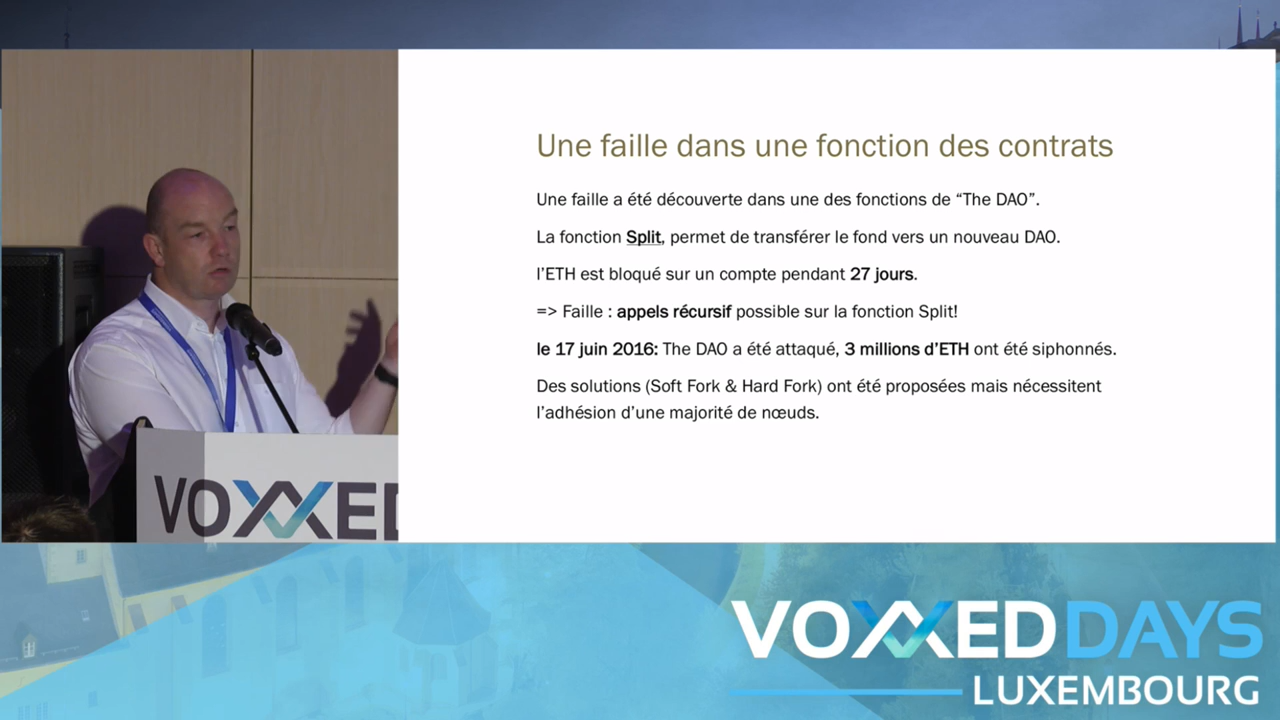 Une faille dans une fonction des contrats
Une faille a été découverte dans une des fonctions de “The DAO”.
La fonction Split, permet de transférer le fond vers un nouveau DAO.
l’ETH est bloqué sur un compte pendant 27 jours.
=> Faille : appels récursif possible sur la fonction Split!
le 17 juin 2016: The DAO a été attaqué, 3 millions d’ETH ont été siphonnés.
Des solutions (Soft Fork & Hard Fork) ont été proposées mais nécessitent
l’adhésion d’une majorité de nœuds.
VOXXED
VOXXED DAYS
LUXEMBOURG